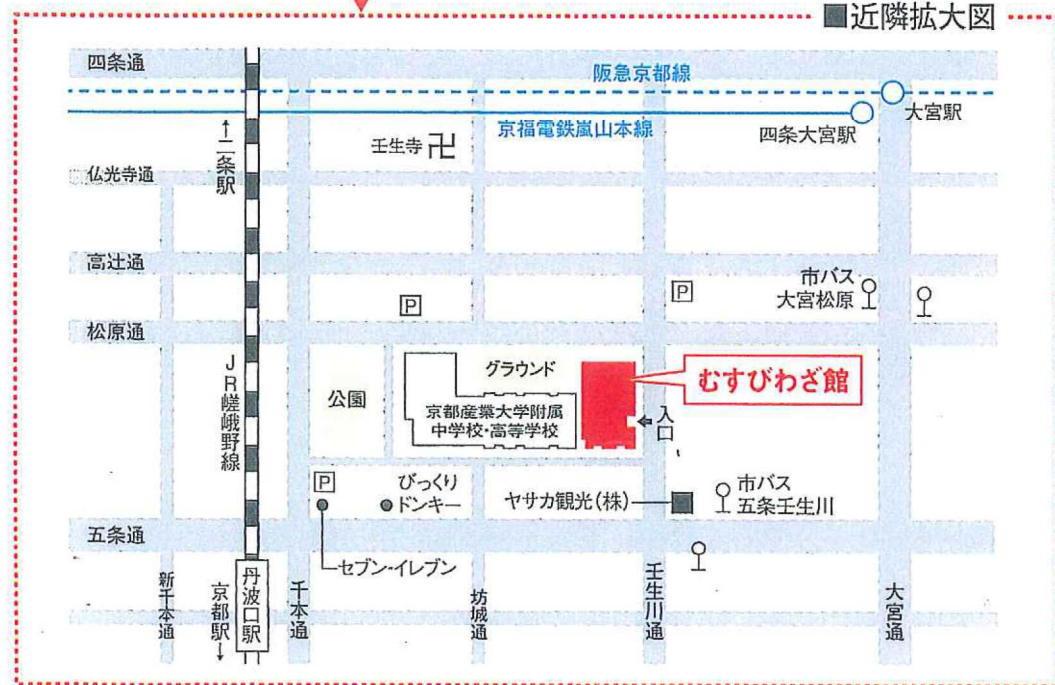 ■近隣拡大図
四条通
阪急京都線
大宮駅
京福電鉄嵐山本線
四条大宮駅
↑二条駅
壬生寺卍
仏光寺通
高辻通
市バス
大宮松原
P
P
松原通
JR嵯峨野線
公園
グラウンド
京都産業大学附属
中学校・高等学校
むすびわざ館
←入口
P
びっくり
●ドンキー
ヤサカ観光(株)
市バス
五条壬生川
五条通
セブン-イレブン
新千本通
京都駅↓
丹波口駅
千本通
坊城通
壬生川通
大宮通